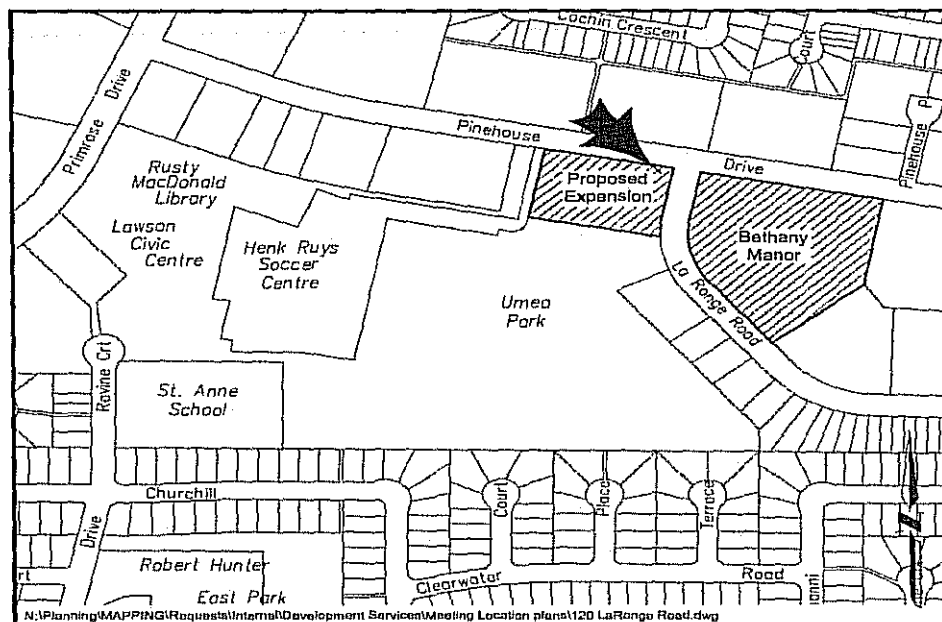 Cochin Crescent
Court
Primrose Drive
Pinehouse Drive
Pinehouse P
Proposed
Expansion
Bethany
Manor
Rusty
MacDonald
Library
Lawson
Civic
Centre
Henk Ruys
Soccer
Centre
Umea
Park
La Range Road
Ravine Crt
St. Anne
School
Churchill
Drive
Court
Place
Terrace
Robert Hunter
East Park
Clearwater Road
rt
N:\Planning\MAPPING\Requests\Internal\Development Services\Meeting Location plans\120 LaRonge Road.dwg